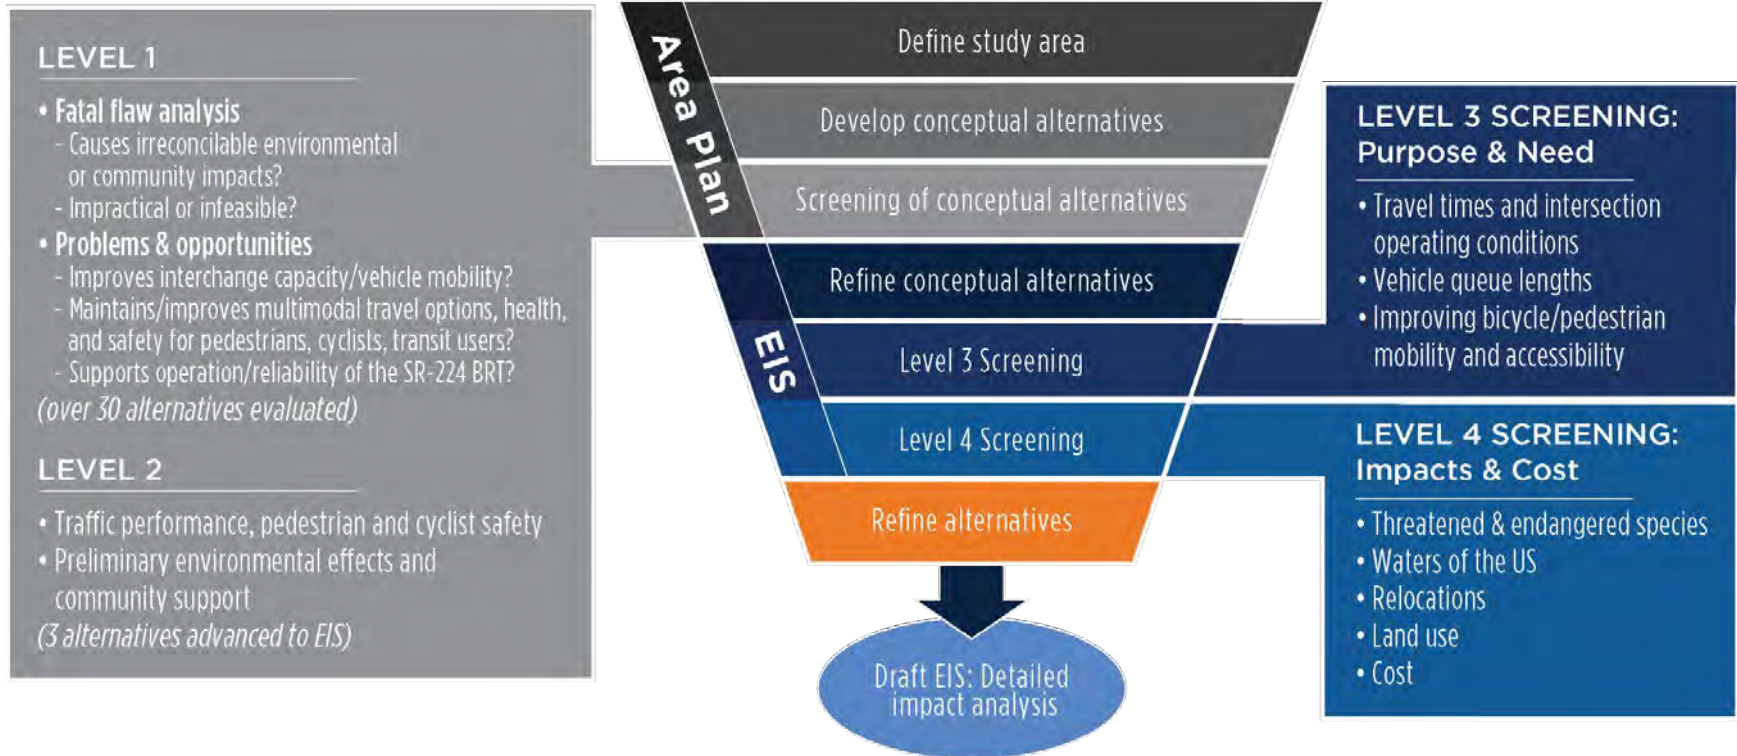 LEVEL 1
• Fatal flaw analysis
- Causes irreconcilable environmental
or community impacts?
- Impractical or infeasible?
• Problems & opportunities
- Improves interchange capacity/vehicle mobility?
- Maintains/improves multimodal travel options, health,
and safety for pedestrians, cyclists, transit users?
- Supports operation/reliability of the SR-224 BRT?
(over 30 alternatives evaluated)
LEVEL 2
• Traffic performance, pedestrian and cyclist safety
• Preliminary environmental effects and
community support
(3 alternatives advanced to EIS)
Area Plan
Define study area
Develop conceptual alternatives
Screening of conceptual alternatives
EIS
Refine conceptual alternatives
Level 3 Screening
Level 4 Screening
Refine alternatives
Draft EIS: Detailed
impact analysis
LEVEL 3 SCREENING:
Purpose & Need
• Travel times and intersection
operating conditions
• Vehicle queue lengths
• Improving bicycle/pedestrian
mobility and accessibility
LEVEL 4 SCREENING:
Impacts & Cost
• Threatened & endangered species
• Waters of the US
• Relocations
• Land use
• Cost